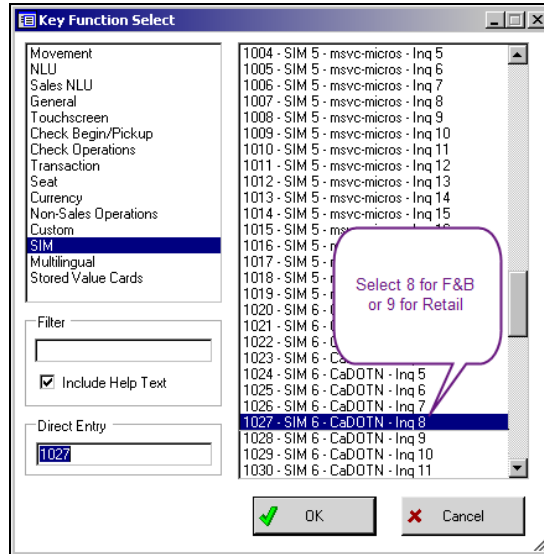 Key Function Select
Movement
NLU
Sales NLU
General
Touchscreen
Check Begin/Pickup
Check Operations
Transaction
Seat
Currency
Non-Sales Operations
Custom
SIM
Multilingual
Stored Value Cards
Filter
Include Help Text
Direct Entry
1027
1004 - SIM 5 - msvc-micros - Inq 5
1005 - SIM 5 - msvc-micros - Inq 6
1006 - SIM 5 - msvc-micros - Inq 7
1007 - SIM 5 - msvc-micros - Inq 8
1008 - SIM 5 - msvc-micros - Inq 9
1009 - SIM 5 - msvc-micros - Inq 10
1010 - SIM 5 - msvc-micros - Inq 11
1011 - SIM 5 - msvc-micros - Inq 12
1012 - SIM 5 - msvc-micros - Inq 13
1013 - SIM 5 - msvc-micros - Inq 14
1014 - SIM 5 - msvc-micros - Inq 15
1015 - SIM 5 -
1016 - SIM 5 -
1017 - SIM 5 -
1018 - SIM 5 -
1019 - SIM 5 -
1020 - SIM 6 -
1021 - SIM 6 -
1022 - SIM 6 -
1023 - SIM 6 -
1024 - SIM 6 - CaDOTN - Inq 5
1025 - SIM 6 - CaDOTN - Inq 6
1026 - SIM 6 - CaDOTN - Inq 7
1027 - SIM 6 - CaDOTN - Inq 8
1028 - SIM 6 - CaDOTN - Inq 9
1029 - SIM 6 - CaDOTN - Inq 10
1030 - SIM 6 - CaDOTN - Inq 11
Select 8 for F&B
or 9 for Retail
OK
Cancel